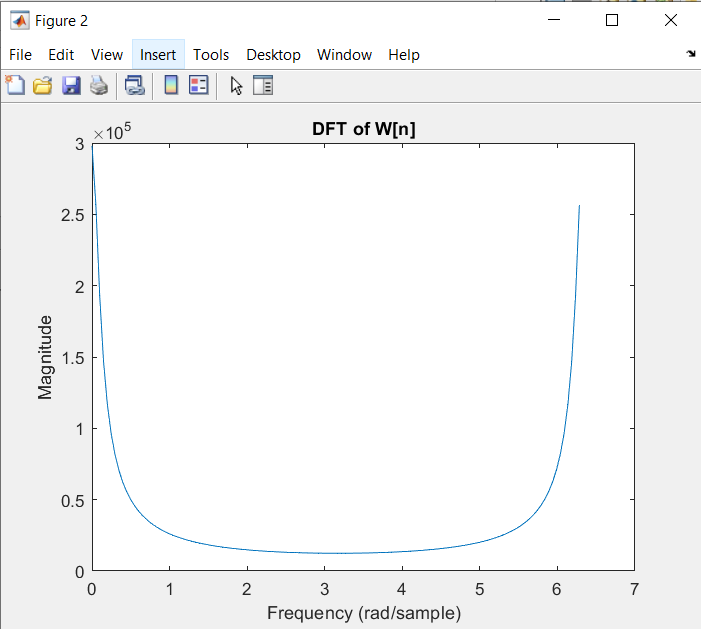 Figure 2
File Edit View Insert Tools Desktop Window Help
×10^5
DFT of W[n]
3
2.5
2
1.5
1
0.5
0
Magnitude
0 1 2 3 4 5 6 7
Frequency (rad/sample)